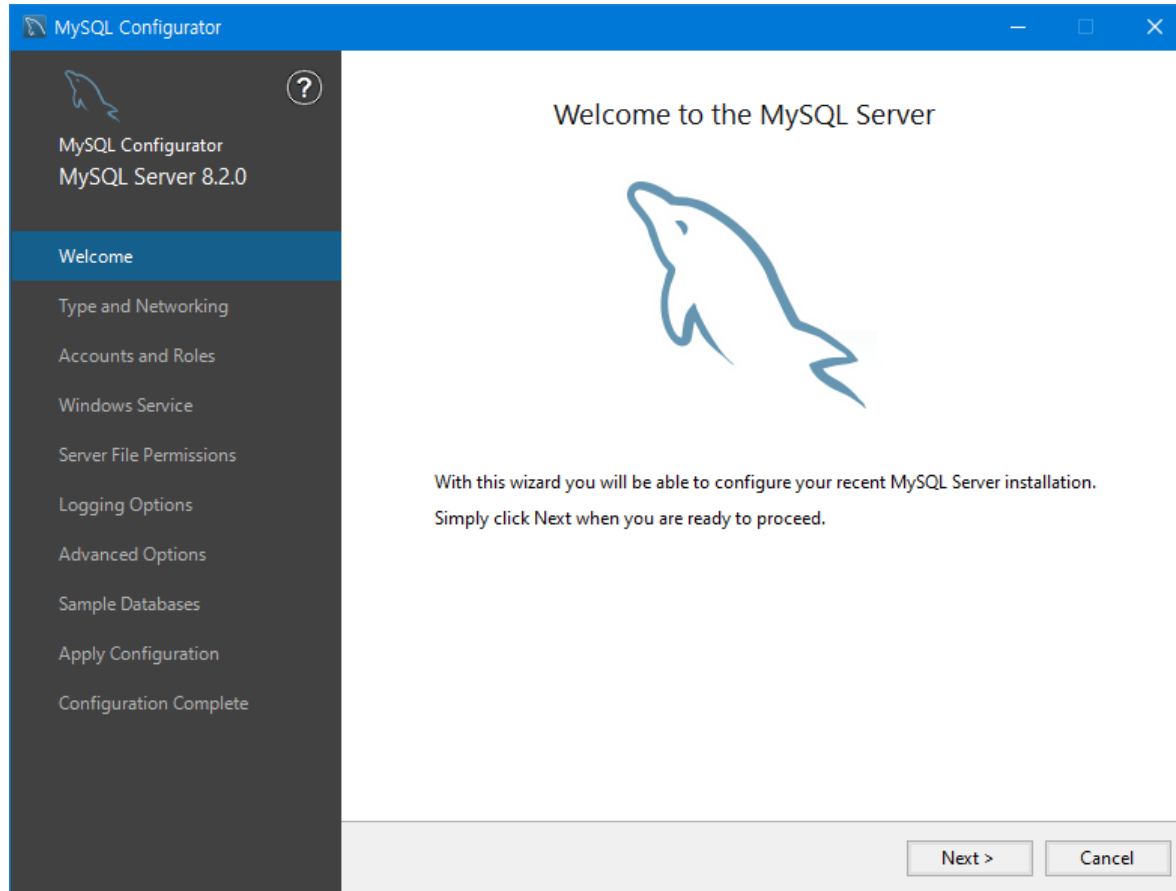 MySQL Configurator
?
MySQL Configurator
MySQL Server 8.2.0
Welcome
Type and Networking
Accounts and Roles
Windows Service
Server File Permissions
Logging Options
Advanced Options
Sample Databases
Apply Configuration
Configuration Complete
Welcome to the MySQL Server
With this wizard you will be able to configure your recent MySQL Server installation.
Simply click Next when you are ready to proceed.
Next >
Cancel